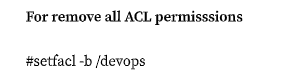 For remove all ACL permisssions
#setfacl -b /devops